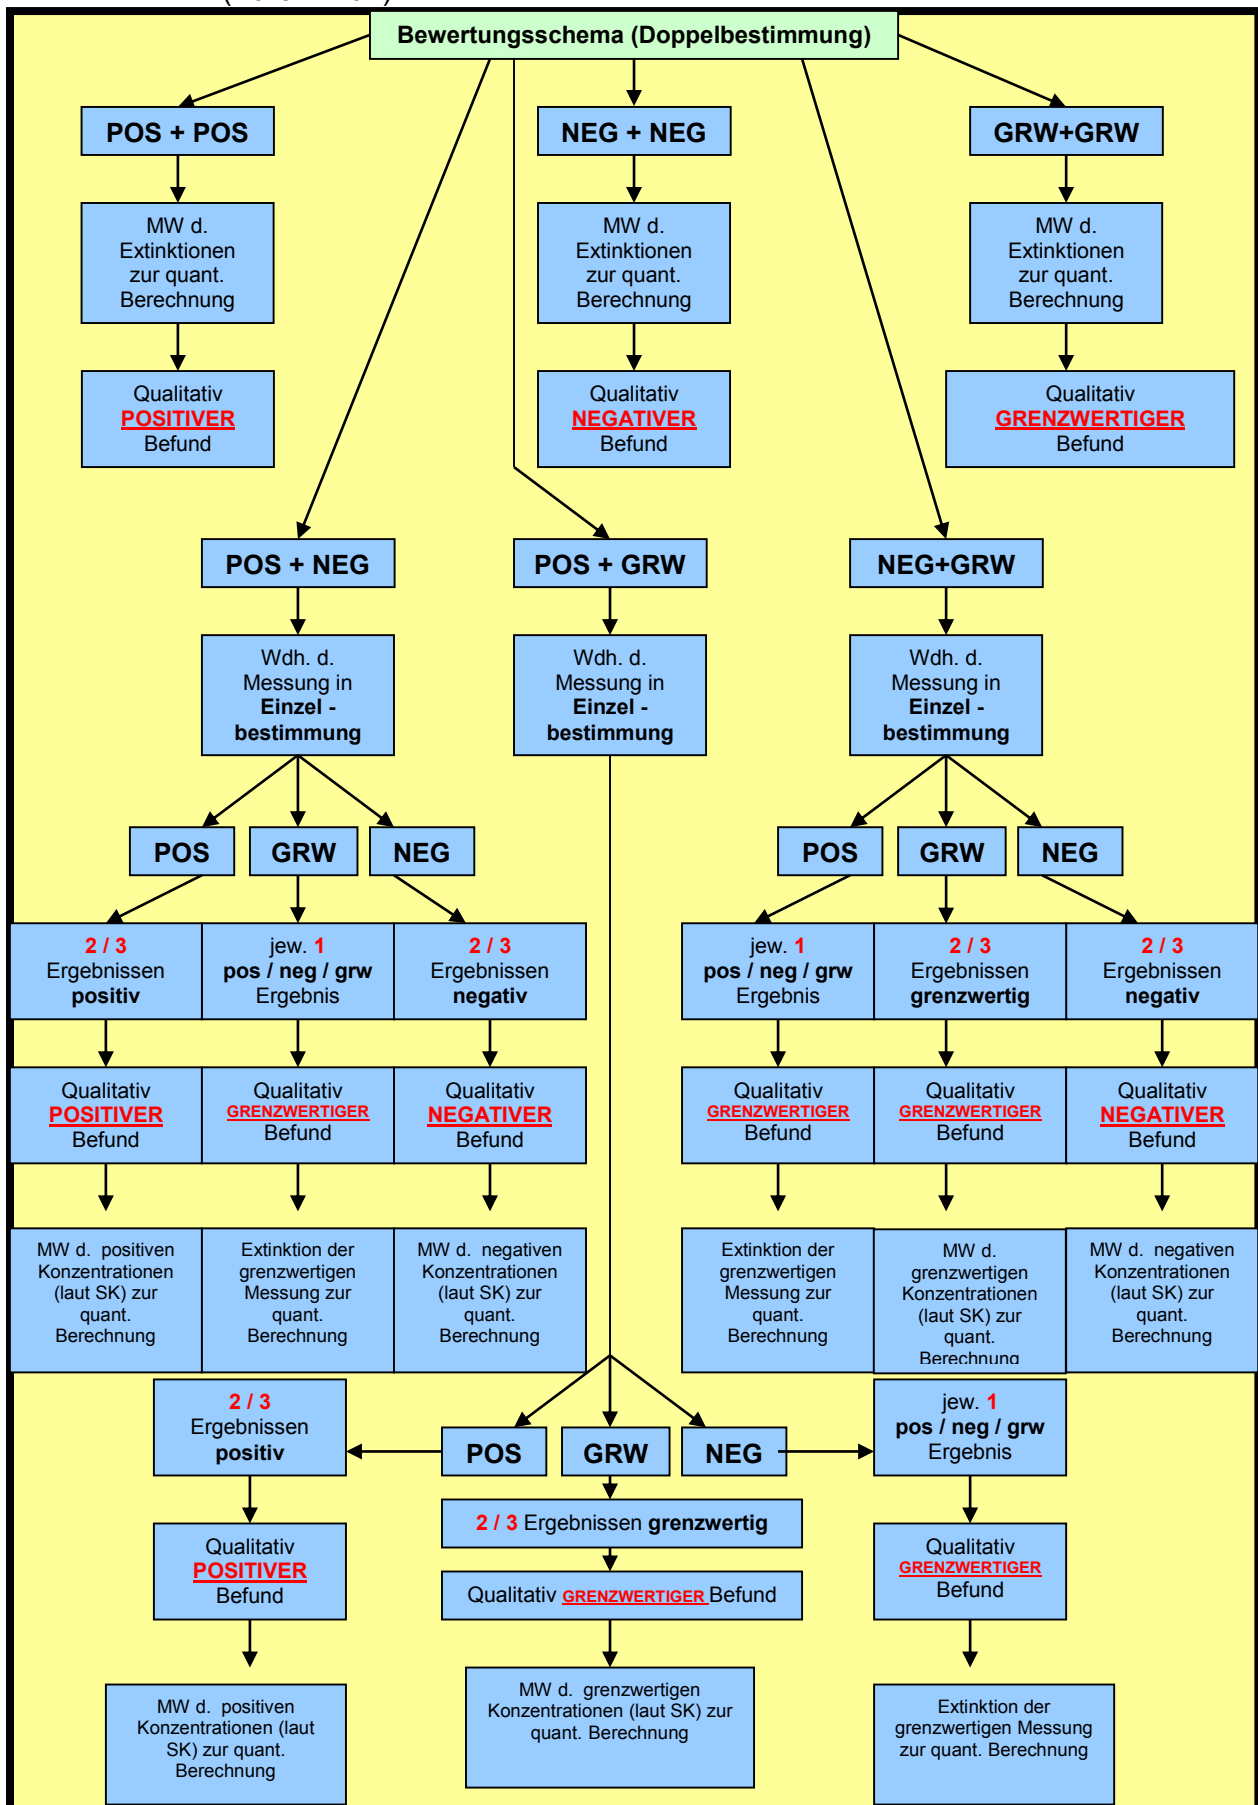 Bewertungsschema (Doppelbestimmung)
POS + POS
NEG + NEG
GRW+GRW
MW d.
Extinktionen
zur quant.
Berechnung
MW d.
Extinktionen
zur quant.
Berechnung
MW d.
Extinktionen
zur quant.
Berechnung
Qualitativ
POSITIVER
Befund
Qualitativ
NEGATIVER
Befund
Qualitativ
GRENZWERTIGER
Befund
POS + NEG
POS + GRW
NEG+GRW
Wdh. d.
Messung in
Einzel -
bestimmung
Wdh. d.
Messung in
Einzel -
bestimmung
Wdh. d.
Messung in
Einzel -
bestimmung
POS
GRW
NEG
POS
GRW
NEG
2 / 3
Ergebnissen
positiv
jew. 1
pos / neg / grw
Ergebnis
2 / 3
Ergebnissen
negativ
jew. 1
pos / neg / grw
Ergebnis
2 / 3
Ergebnissen
grenzwertig
2 / 3
Ergebnissen
negativ
Qualitativ
POSITIVER
Befund
Qualitativ
GRENZWERTIGER
Befund
Qualitativ
NEGATIVER
Befund
Qualitativ
GRENZWERTIGER
Befund
Qualitativ
GRENZWERTIGER
Befund
Qualitativ
NEGATIVER
Befund
MW d. positiven
Konzentrationen
(laut SK) zur
quant.
Berechnung
Extinktion der
grenzwertigen
Messung zur
quant.
Berechnung
MW d. negativen
Konzentrationen
(laut SK) zur
quant.
Berechnung
Extinktion der
grenzwertigen
Messung zur
quant.
Berechnung
MW d.
grenzwertigen
Konzentrationen
(laut SK) zur
quant.
Berechnung
MW d. negativen
Konzentrationen
(laut SK) zur
quant.
Berechnung
2 / 3
Ergebnissen
positiv
POS
GRW
NEG
jew. 1
pos / neg / grw
Ergebnis
2 / 3 Ergebnissen grenzwertig
Qualitativ
POSITIVER
Befund
Qualitativ GRENZWERTIGER Befund
Qualitativ
GRENZWERTIGER
Befund
MW d. positiven
Konzentrationen (laut
SK) zur quant.
Berechnung
MW d. grenzwertigen
Konzentrationen (laut SK) zur
quant. Berechnung
Extinktion der
grenzwertigen Messung
zur quant. Berechnung